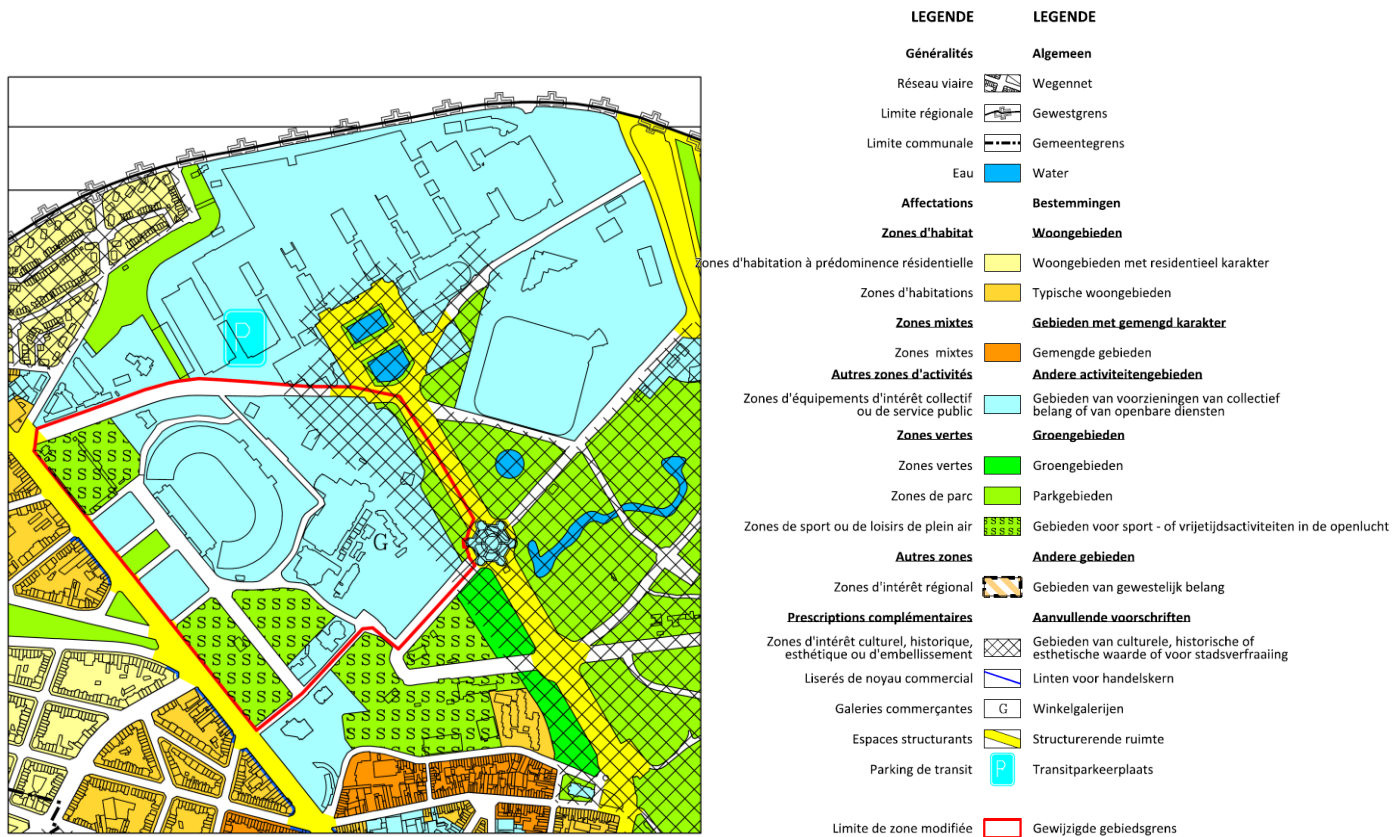 LEGENDE LEGENDE
Généralités Algemeen
Réseau viaire Wegennet
Limite régionale Gewestgrens
Limite communale Gemeentegrens
Eau Water
Affectations Bestemmingen
Zones d'habitat Woongebieden
Zones d'habitation à prédominence résidentielle Woongebieden met residentieel karakter
Zones d'habitations Typische woongebieden
Zones mixtes Gebieden met gemengd karakter
Zones mixtes Gemengde gebieden
Autres zones d'activités Andere activiteitengebieden
Zones d'équipements d'intérêt collectif Gebieden van voorzieningen van collectief
ou de service public belang of van openbare diensten
Zones vertes Groengebieden
Zones vertes Groengebieden
Zones de parc Parkgebieden
Zones de sport ou de loisirs de plein air Gebieden voor sport - of vrijetijdsactiviteiten in de openlucht
Autres zones Andere gebieden
Zones d'intérêt régional Gebieden van gewestelijk belang
Prescriptions complémentaires Aanvullende voorschriften
Zones d'intérêt culturel, historique, Gebieden van culturele, historische of
esthétique ou d'embellissement esthetische waarde of voor stadsverfraaiing
Liserés de noyau commercial Linten voor handelskern
Galeries commerçantes G Winkelgalerijen
Espaces structurants Structurerende ruimte
Parking de transit P Transitparkeerplaats
Limite de zone modifiée Gewijzigde gebiedsgrens
P
G